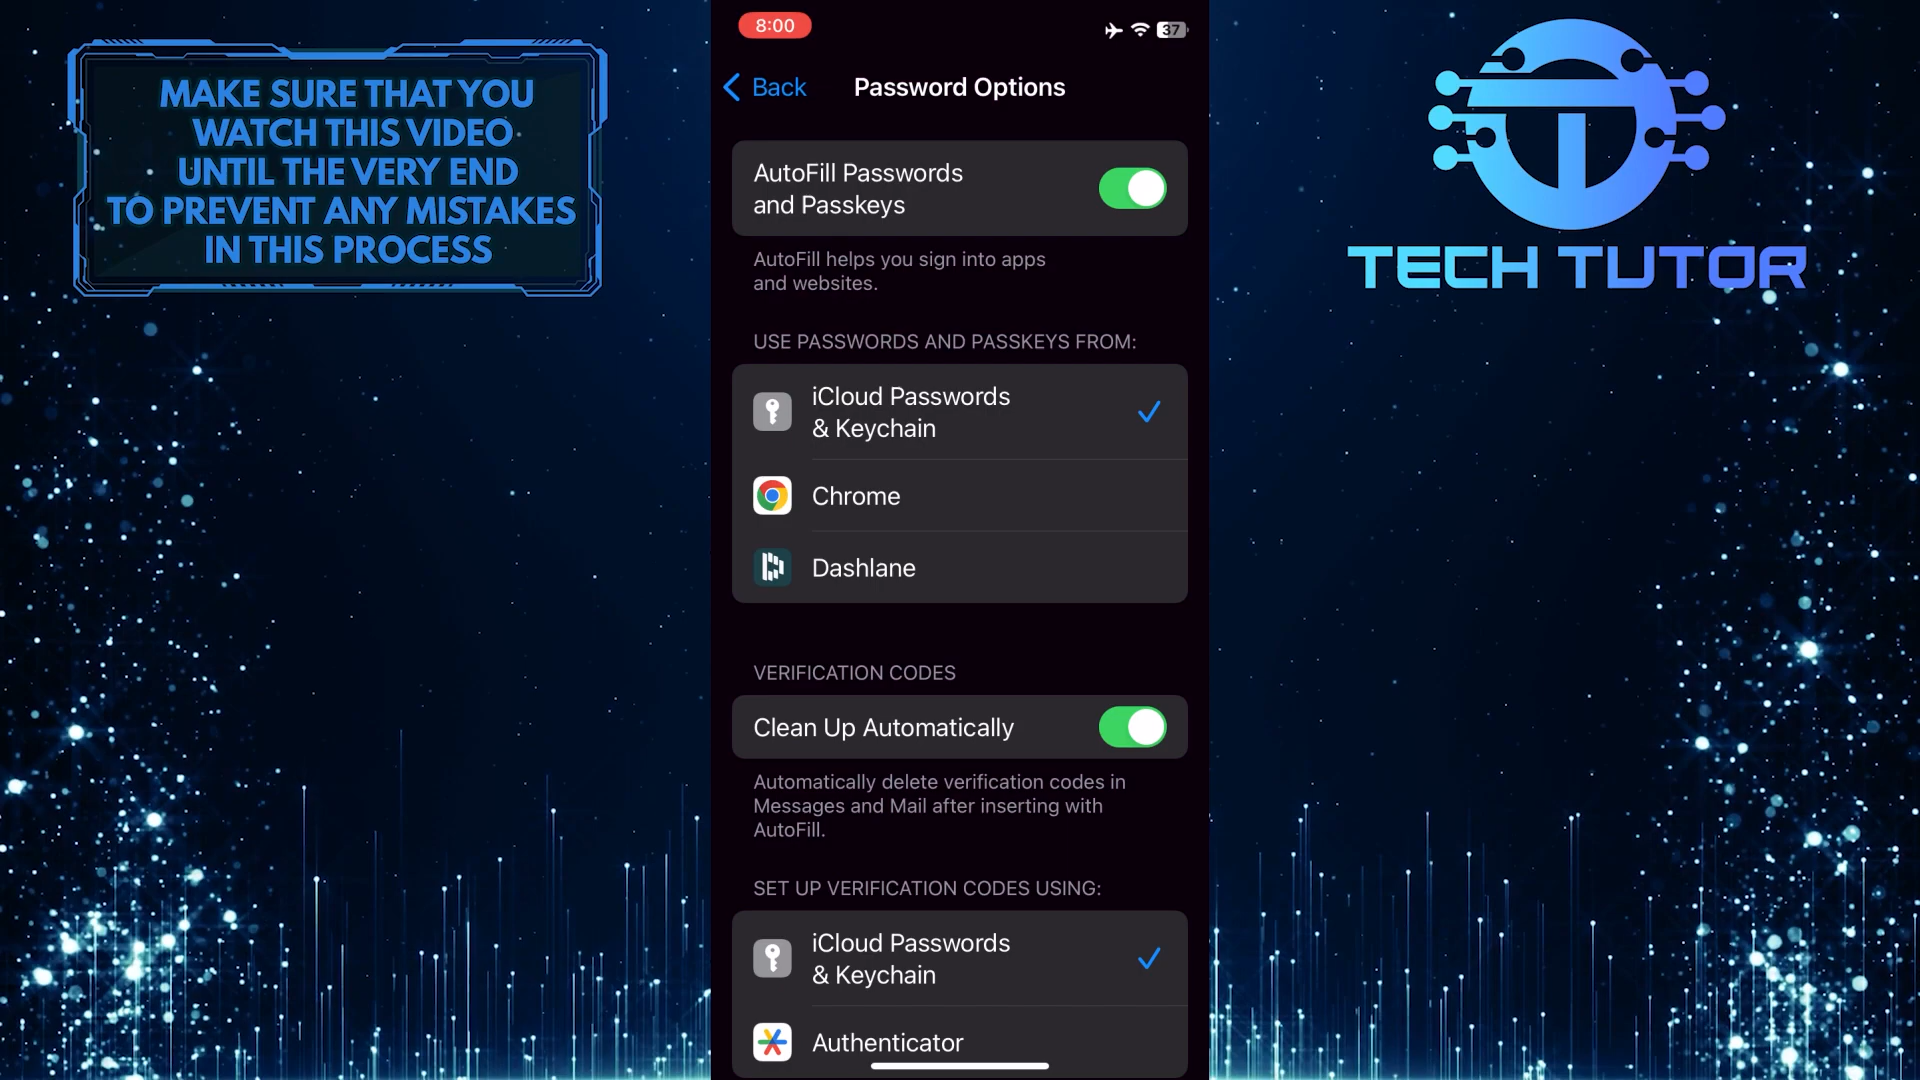 MAKE SURE THAT YOU
WATCH THIS VIDEO
UNTIL THE VERY END
TO PREVENT ANY MISTAKES
IN THIS PROCESS
8:00
37
Back
Password Options
AutoFill Passwords
and Passkeys
AutoFill helps you sign into apps
and websites.
USE PASSWORDS AND PASSKEYS FROM:
iCloud Passwords
& Keychain
Chrome
Dashlane
VERIFICATION CODES
Clean Up Automatically
Automatically delete verification codes in
Messages and Mail after inserting with
AutoFill.
SET UP VERIFICATION CODES USING:
iCloud Passwords
& Keychain
Authenticator
TECH TUTOR